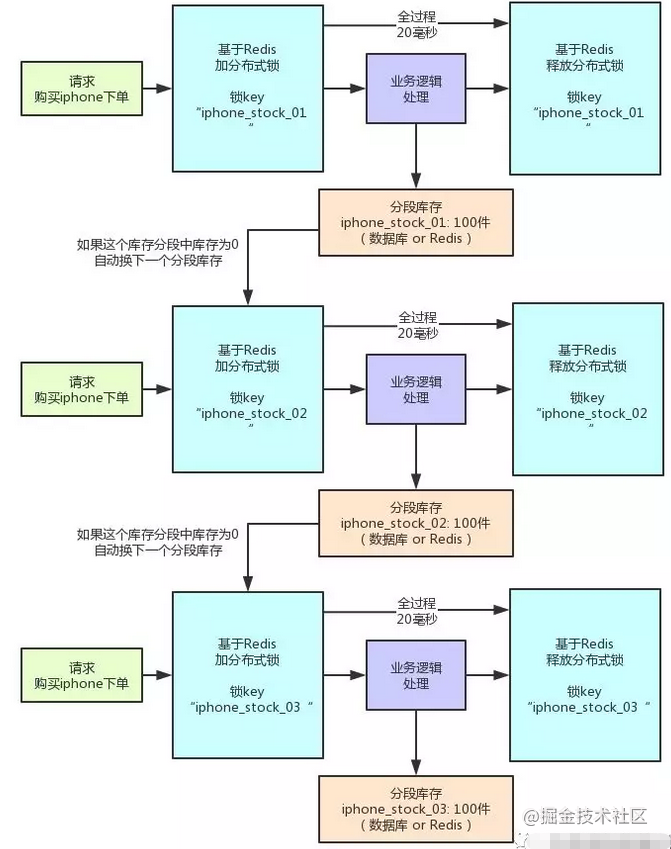 全过程
20毫秒
请求
购买iphone下单
基于Redis
加分布式锁
锁key
“iphone_stock_01
”
业务逻辑
处理
基于Redis
释放分布式锁
锁key
“iphone_stock_01
”
分段库存
iphone_stock_01: 100件
（数据库 or Redis）
如果这个库存分段中库存为0
自动换下一个分段库存
全过程
20毫秒
请求
购买iphone下单
基于Redis
加分布式锁
锁key
“iphone_stock_02
”
业务逻辑
处理
基于Redis
释放分布式锁
锁key
“iphone_stock_02
”
分段库存
iphone_stock_02: 100件
（数据库 or Redis）
如果这个库存分段中库存为0
自动换下一个分段库存
全过程
20毫秒
请求
购买iphone下单
基于Redis
加分布式锁
锁key
“iphone_stock_03 ”
业务逻辑
处理
基于Redis
释放分布式锁
锁key
“iphone_stock_03 ”
分段库存
iphone_stock_03: 100件
（数据库 or Redis）
@掘金技术社区